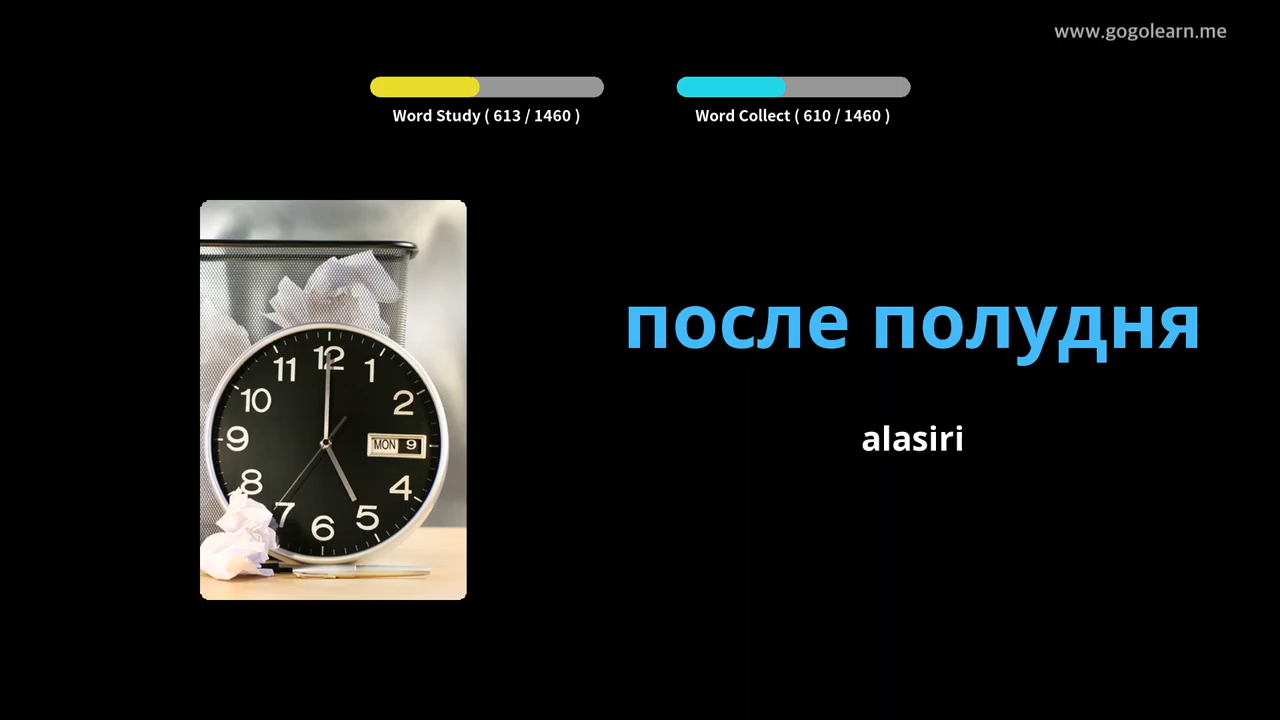 www.gogolearn.me
Word Study ( 613 / 1460 )
Word Collect ( 610 / 1460 )
12
11
1
10
2
9
MON 9
8
4
7
5
6
после полудня
alasiri